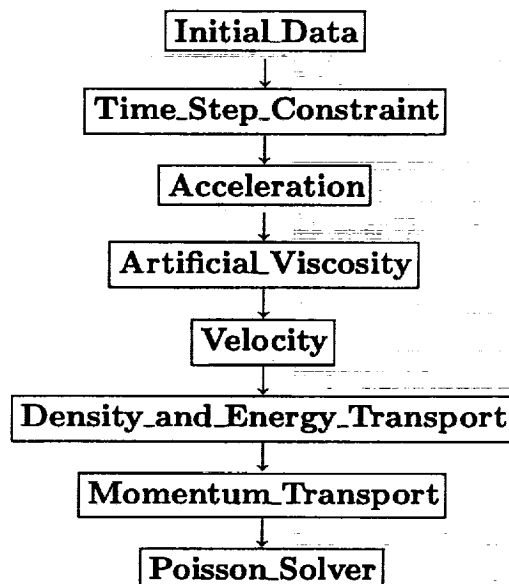 Initial_Data
Time_Step_Constraint
Acceleration
Artificial_Viscosity
Velocity
Density_and_Energy_Transport
Momentum_Transport
Poisson_Solver